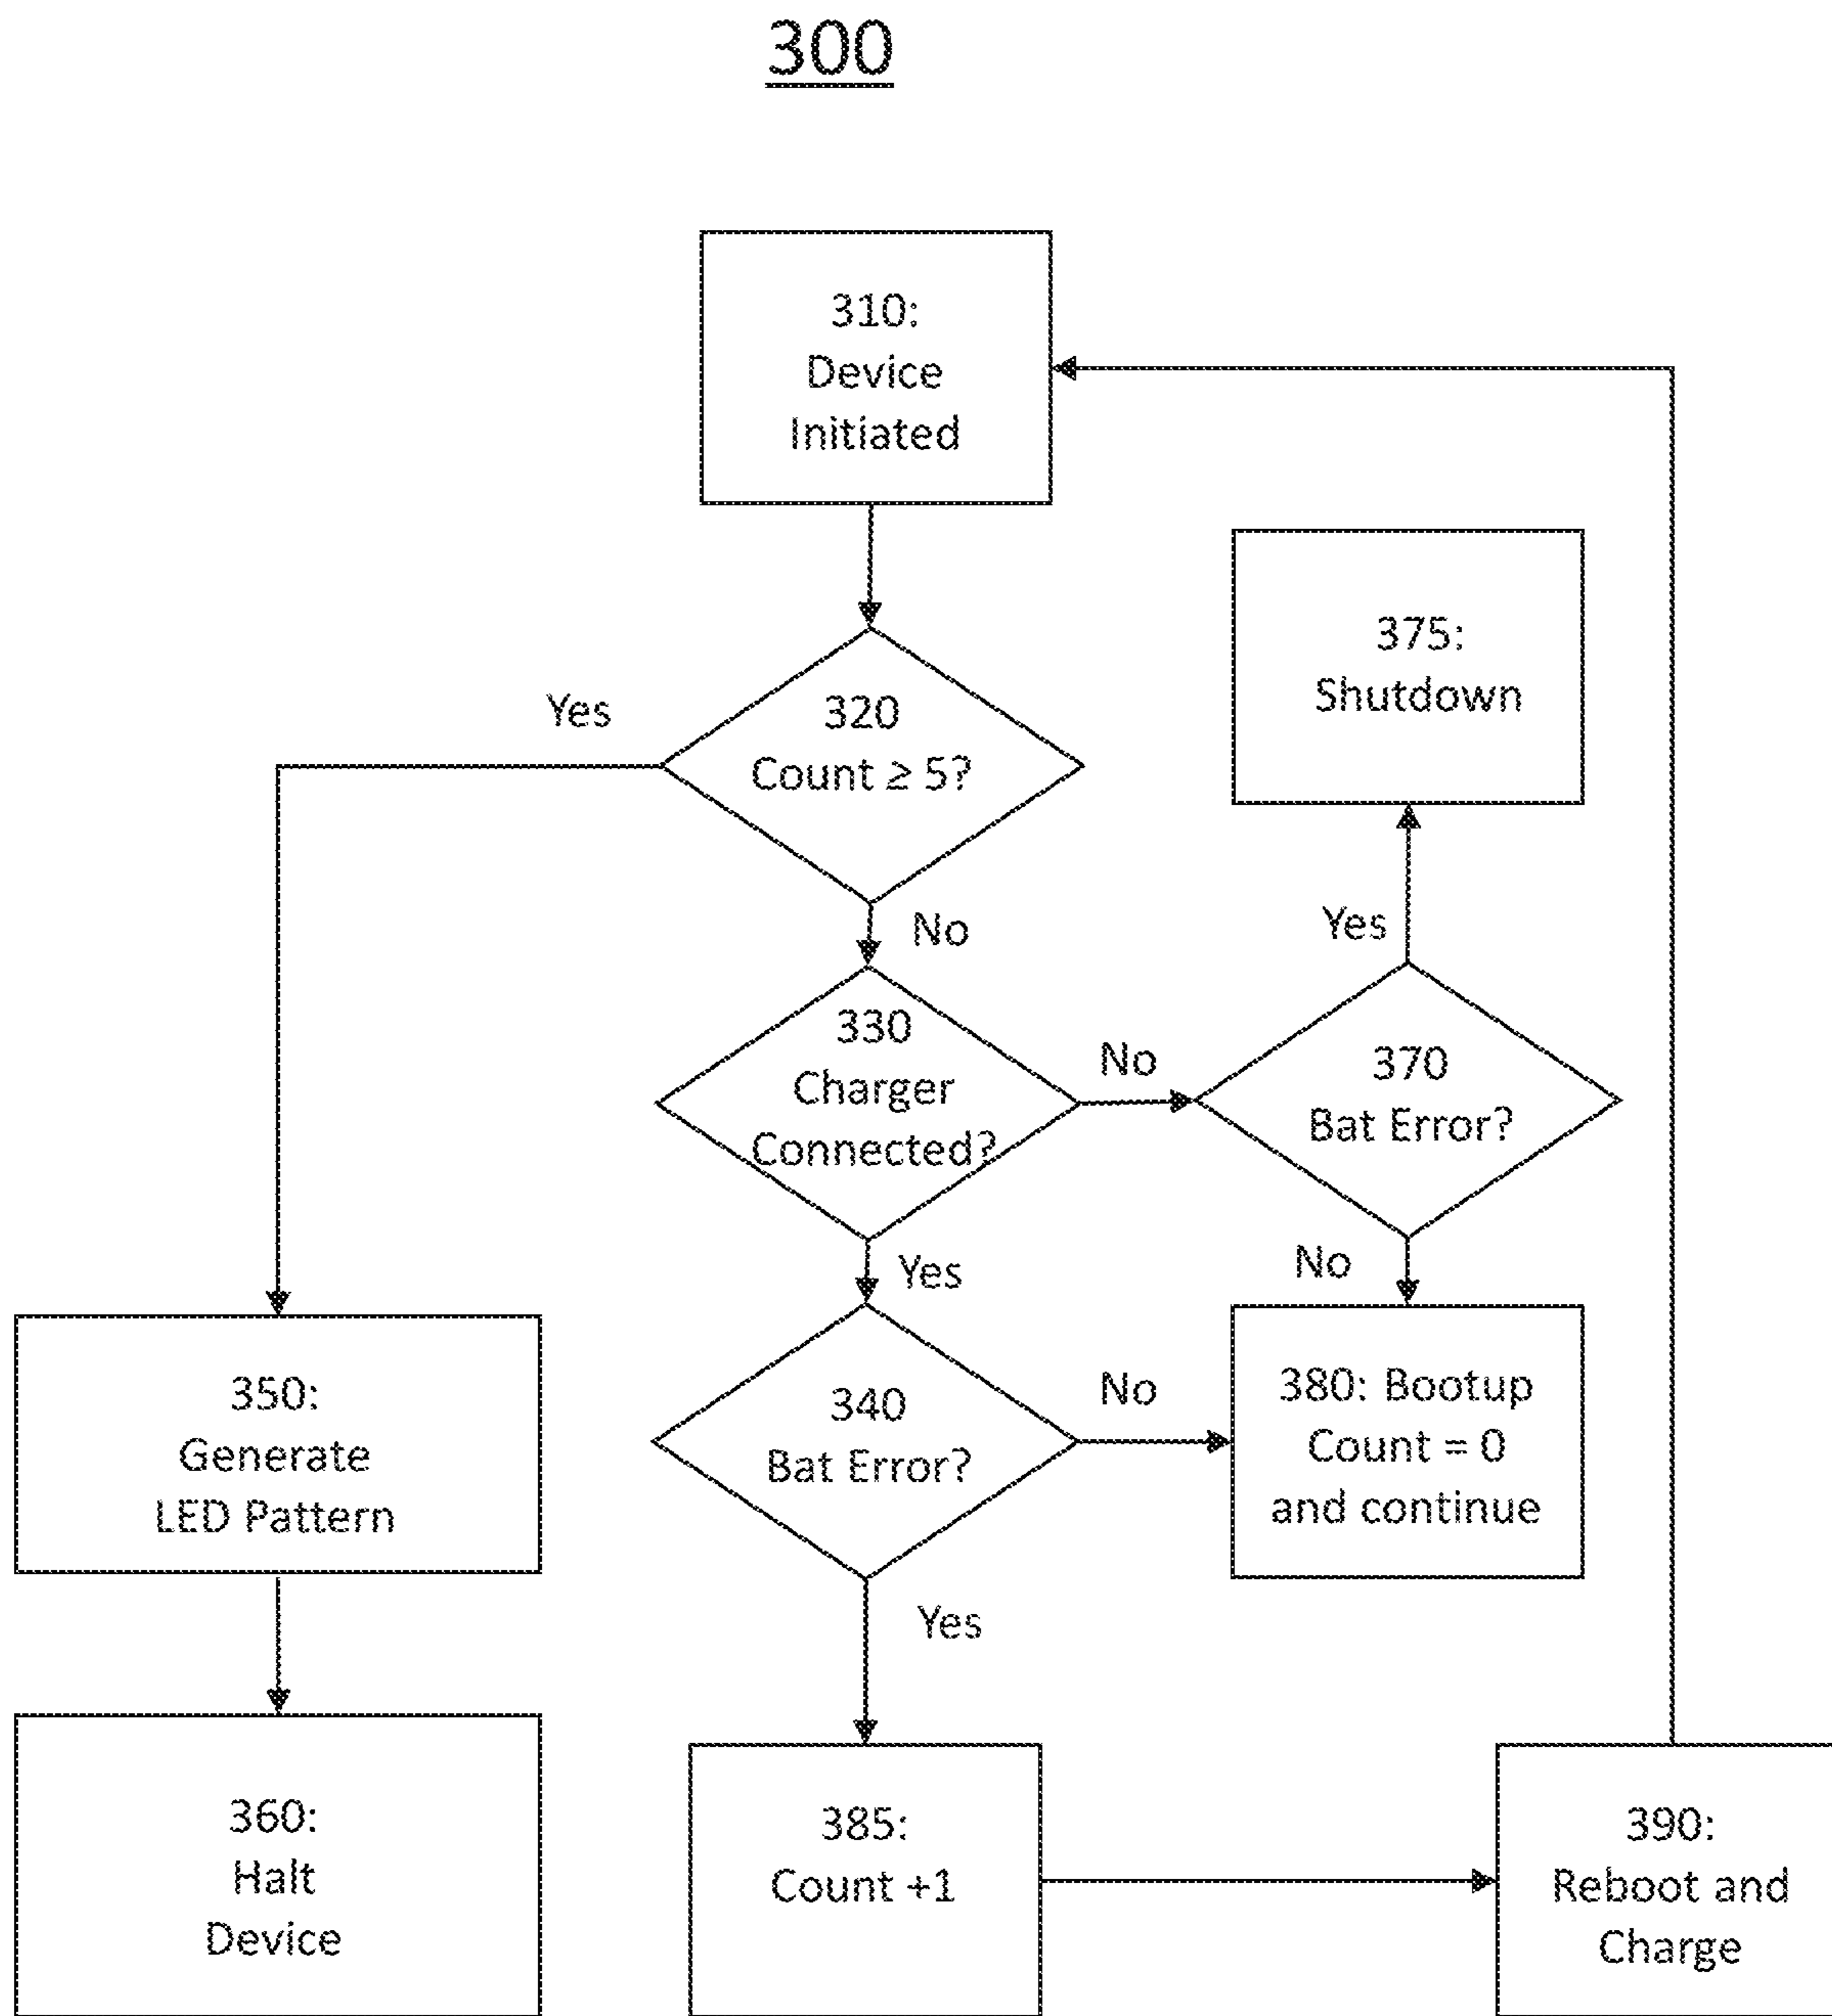 300
310:
Device
Initiated
375:
Shutdown
Yes
320
Count ≥ 5?
Yes
No
330
Charger
Connected?
No
370
Bat Error?
Yes
No
350:
Generate
LED Pattern
340
Bat Error?
No
380: Bootup
Count = 0
and continue
Yes
360:
Halt
Device
385:
Count +1
390:
Reboot and
Charge